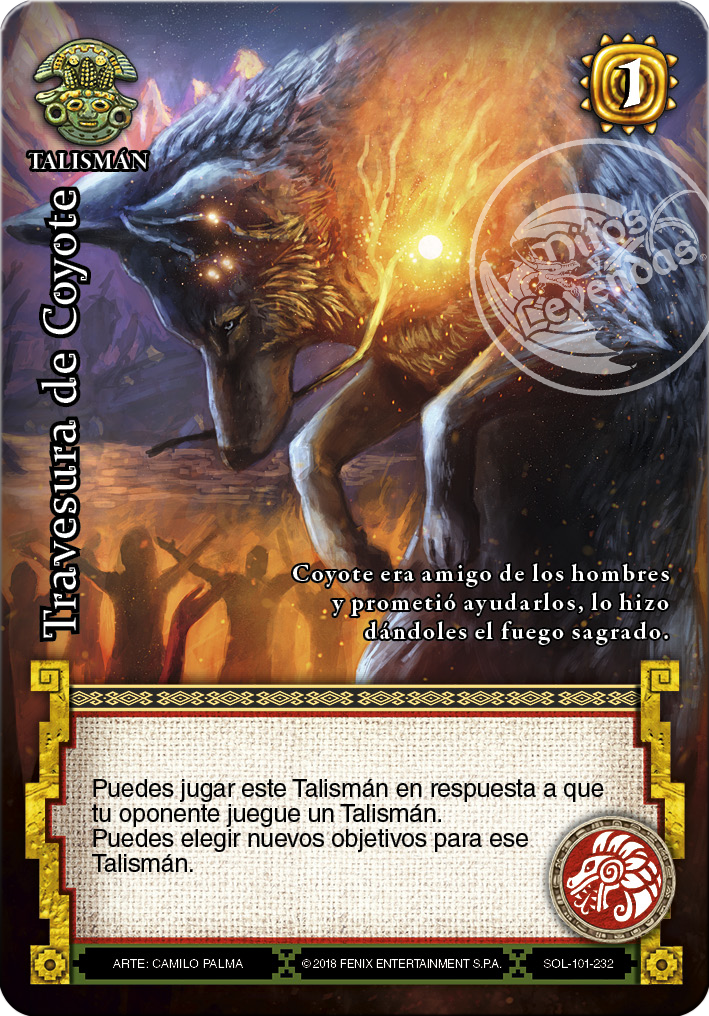 1
TALISMÁN
Travesura de Coyote
Mitos
y
Leyendas
Coyote era amigo de los hombres
y prometió ayudarlos, lo hizo
dándoles el fuego sagrado.
Puedes jugar este Talismán en respuesta a que
tu oponente juegue un Talismán.
Puedes elegir nuevos objetivos para ese
Talismán.
ARTE: CAMILO PALMA
©2018 FENIX ENTERTAINMENT S.P.A.
SOL-101-232